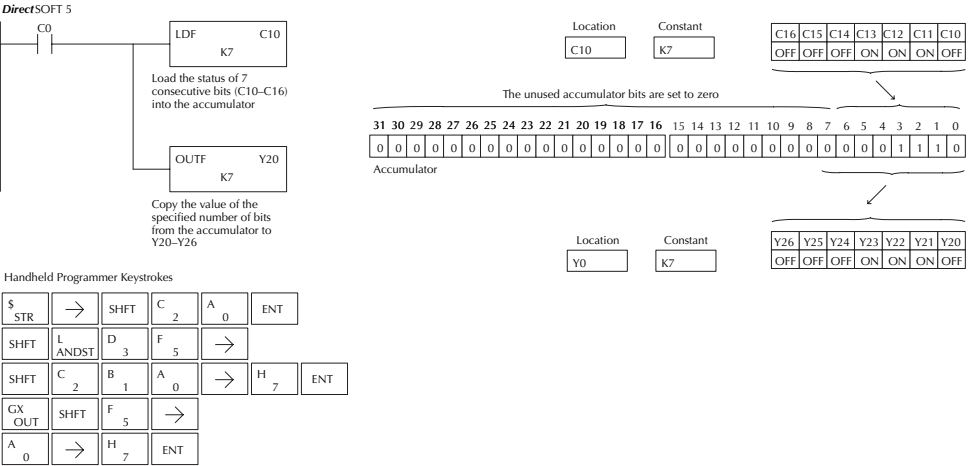 DirectSOFT 5
C0
LDF C10
K7
Load the status of 7
consecutive bits (C10–C16)
into the accumulator
OUTF Y20
K7
Copy the value of the
specified number of bits
from the accumulator to
Y20–Y26
Location Constant
C10 K7
C16 C15 C14 C13 C12 C11 C10
OFF OFF OFF ON ON ON OFF
The unused accumulator bits are set to zero
31 30 29 28 27 26 25 24 23 22 21 20 19 18 17 16 15 14 13 12 11 10 9 8 7 6 5 4 3 2 1 0
0 0 0 0 0 0 0 0 0 0 0 0 0 0 0 0 0 0 0 0 0 0 0 0 0 0 0 0 1 1 1 0
Accumulator
Location Constant
Y0 K7
Y26 Y25 Y24 Y23 Y22 Y21 Y20
OFF OFF OFF ON ON ON OFF
Handheld Programmer Keystrokes
$ STR → SHFT C 2 A 0 ENT
SHFT L ANDST D 3 F 5 →
SHFT C 2 B 1 A 0 → H 7 ENT
GX OUT SHFT F 5 →
A 0 → H 7 ENT